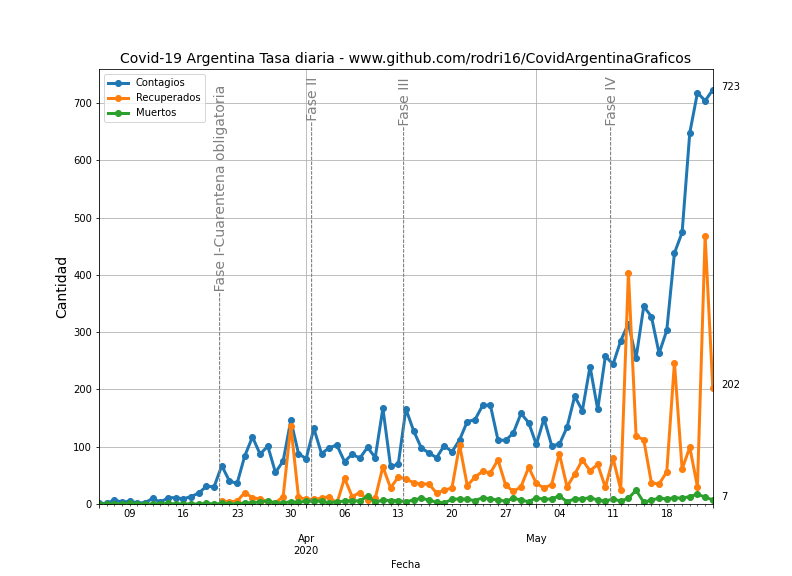 Covid-19 Argentina Tasa diaria - www.github.com/rodri16/CovidArgentinaGraficos
Contagios
Recuperados
Muertos
Fase I-Cuarentena obligatoria
Fase II
Fase III
Fase IV
723
202
7
Cantidad
700
600
500
400
300
200
100
0
09 16 23 30 06 13 20 27 04 11 18
Apr May
2020
Fecha